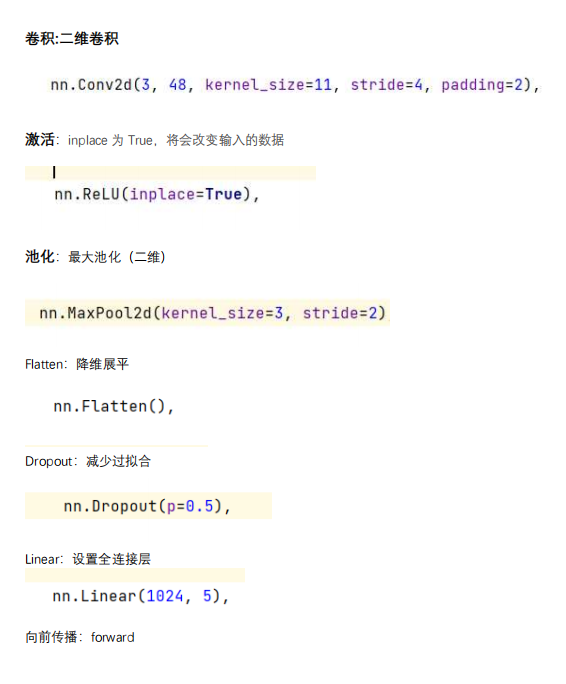 卷积:二维卷积
nn.Conv2d(3, 48, kernel_size=11, stride=4, padding=2),
激活：inplace 为 True，将会改变输入的数据
nn.ReLU(inplace=True),
池化：最大池化（二维）
nn.MaxPool2d(kernel_size=3, stride=2)
Flatten：降维展平
nn.Flatten(),
Dropout：减少过拟合
nn.Dropout(p=0.5),
Linear：设置全连接层
nn.Linear(1024, 5),
向前传播：forward